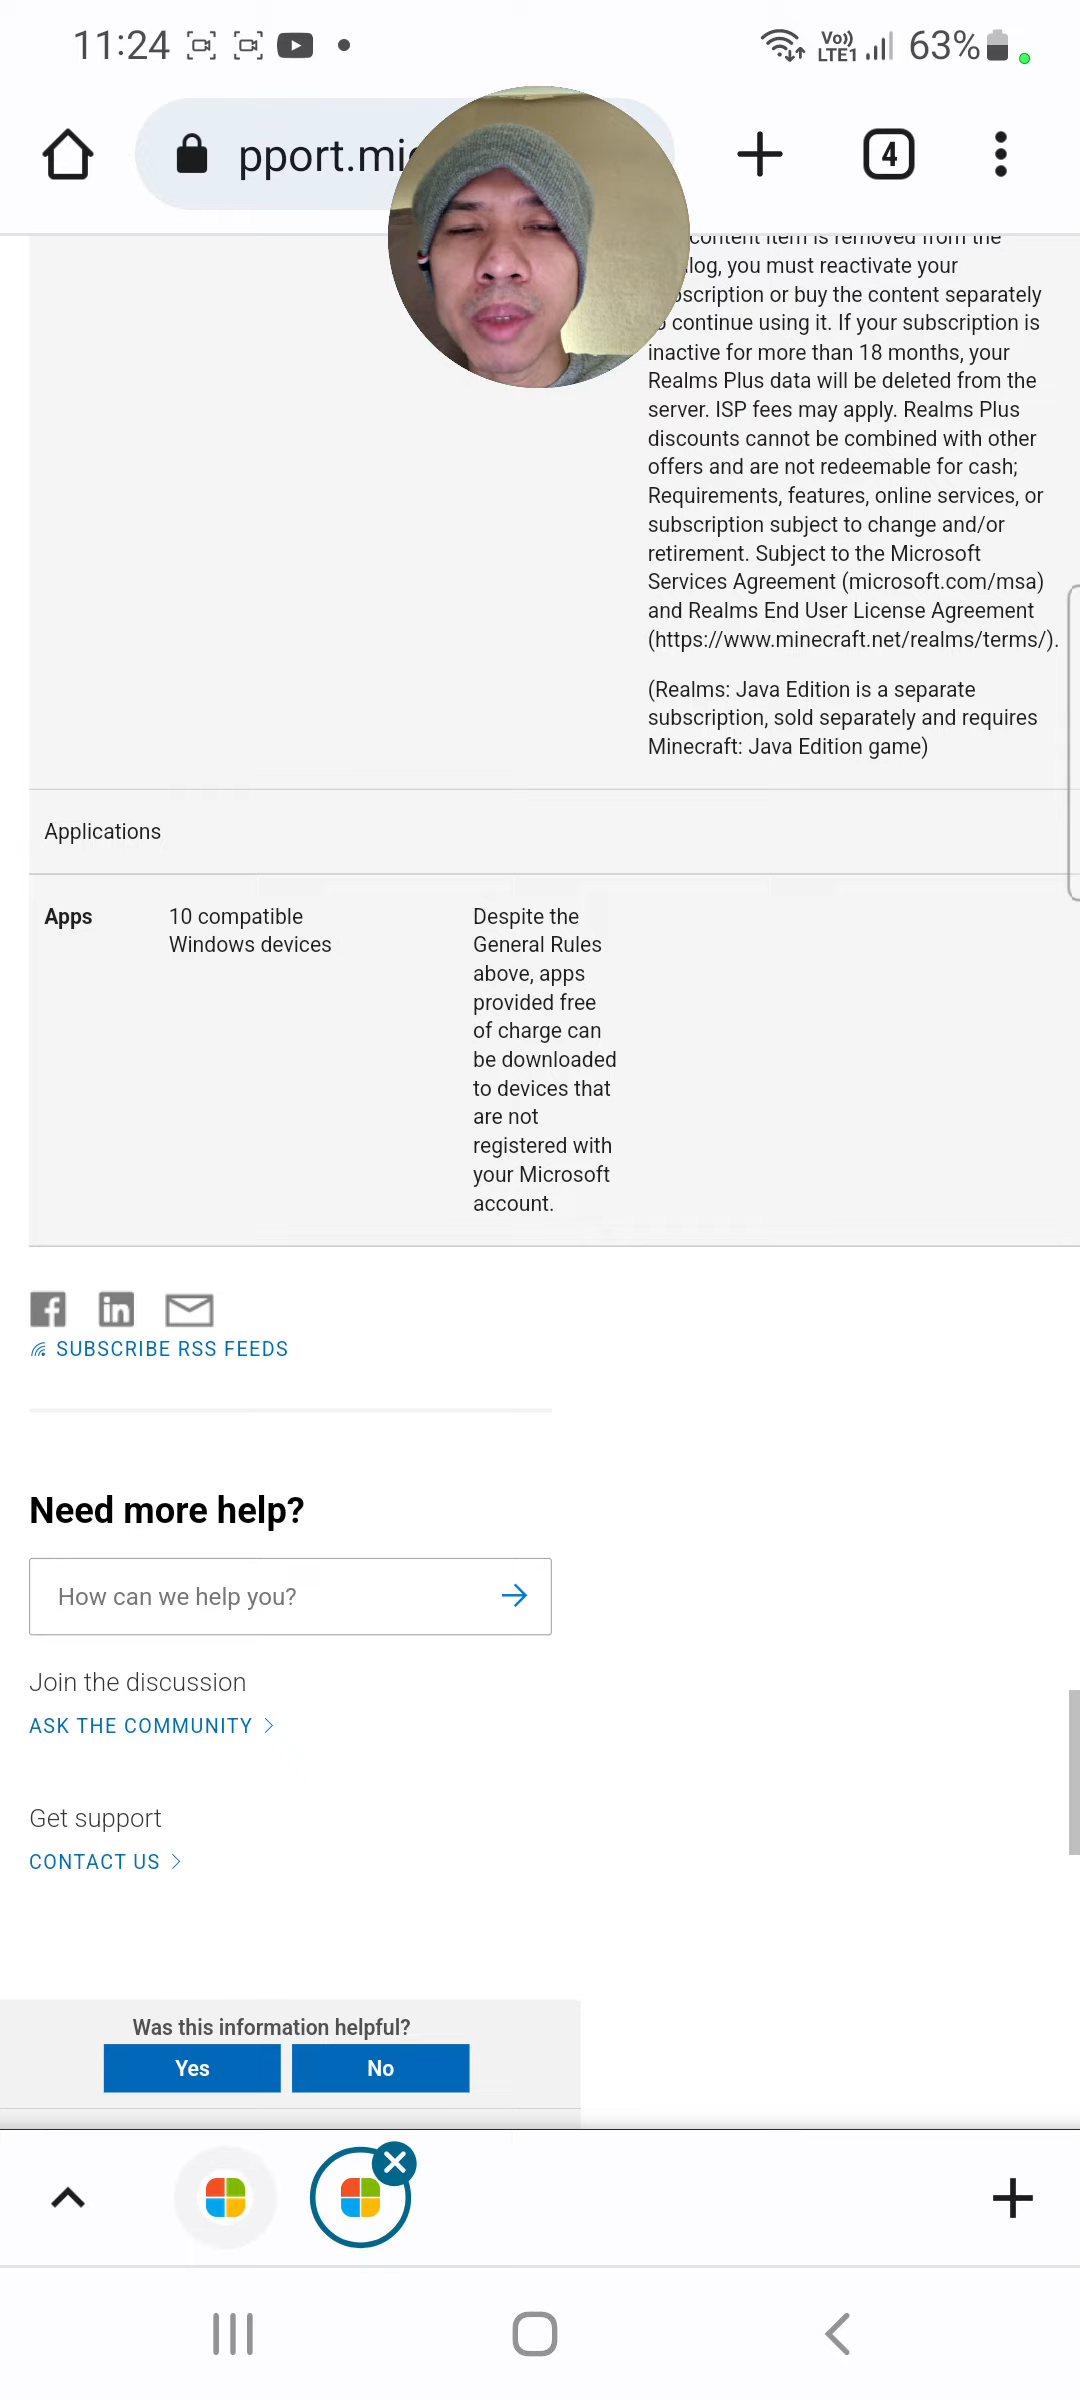 11:24
Vo))
LTE1
63%
pport.mi
4
content item is removed from the
log, you must reactivate your
scription or buy the content separately
continue using it. If your subscription is
inactive for more than 18 months, your
Realms Plus data will be deleted from the
server. ISP fees may apply. Realms Plus
discounts cannot be combined with other
offers and are not redeemable for cash;
Requirements, features, online services, or
subscription subject to change and/or
retirement. Subject to the Microsoft
Services Agreement (microsoft.com/msa)
and Realms End User License Agreement
(https://www.minecraft.net/realms/terms/).
(Realms: Java Edition is a separate
subscription, sold separately and requires
Minecraft: Java Edition game)
Applications
Apps
10 compatible
Windows devices
Despite the
General Rules
above, apps
provided free
of charge can
be downloaded
to devices that
are not
registered with
your Microsoft
account.
SUBSCRIBE RSS FEEDS
Need more help?
How can we help you?
Join the discussion
ASK THE COMMUNITY >
Get support
CONTACT US >
Was this information helpful?
Yes
No